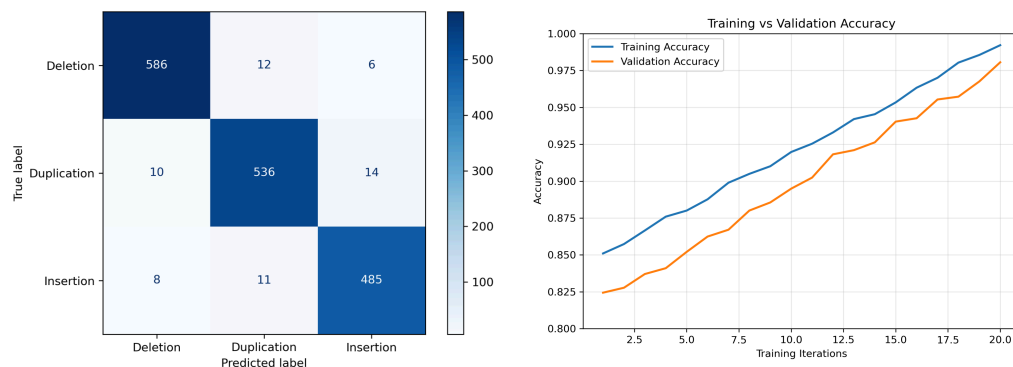 True label
Deletion
586 12 6
Duplication
10 536 14
Insertion
8 11 485
Deletion Duplication Insertion
Predicted label
500
400
300
200
100
Training vs Validation Accuracy
Training Accuracy
Validation Accuracy
Accuracy
1.000
0.975
0.950
0.925
0.900
0.875
0.850
0.825
0.800
2.5 5.0 7.5 10.0 12.5 15.0 17.5 20.0
Training Iterations